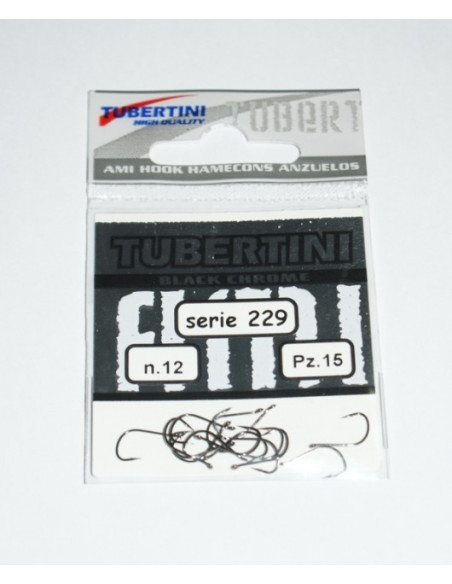 TUBERTINI
HIGH QUALITY
TUBERT
AMI HOOK HAMECONS ANZUELOS
TUBERTINI
BLACK CHROME
serie 229
n.12
Pz.15